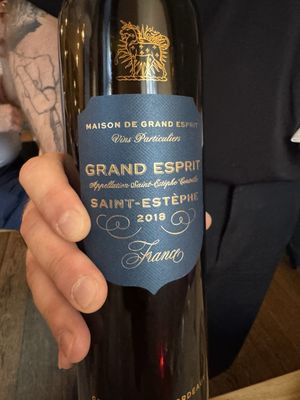 MAISON DE GRAND ESPRIT
Vins Particuliers
GRAND ESPRIT
Appellation Saint-Estèphe Contrôlée
SAINT-ESTÈPHE
2018
France